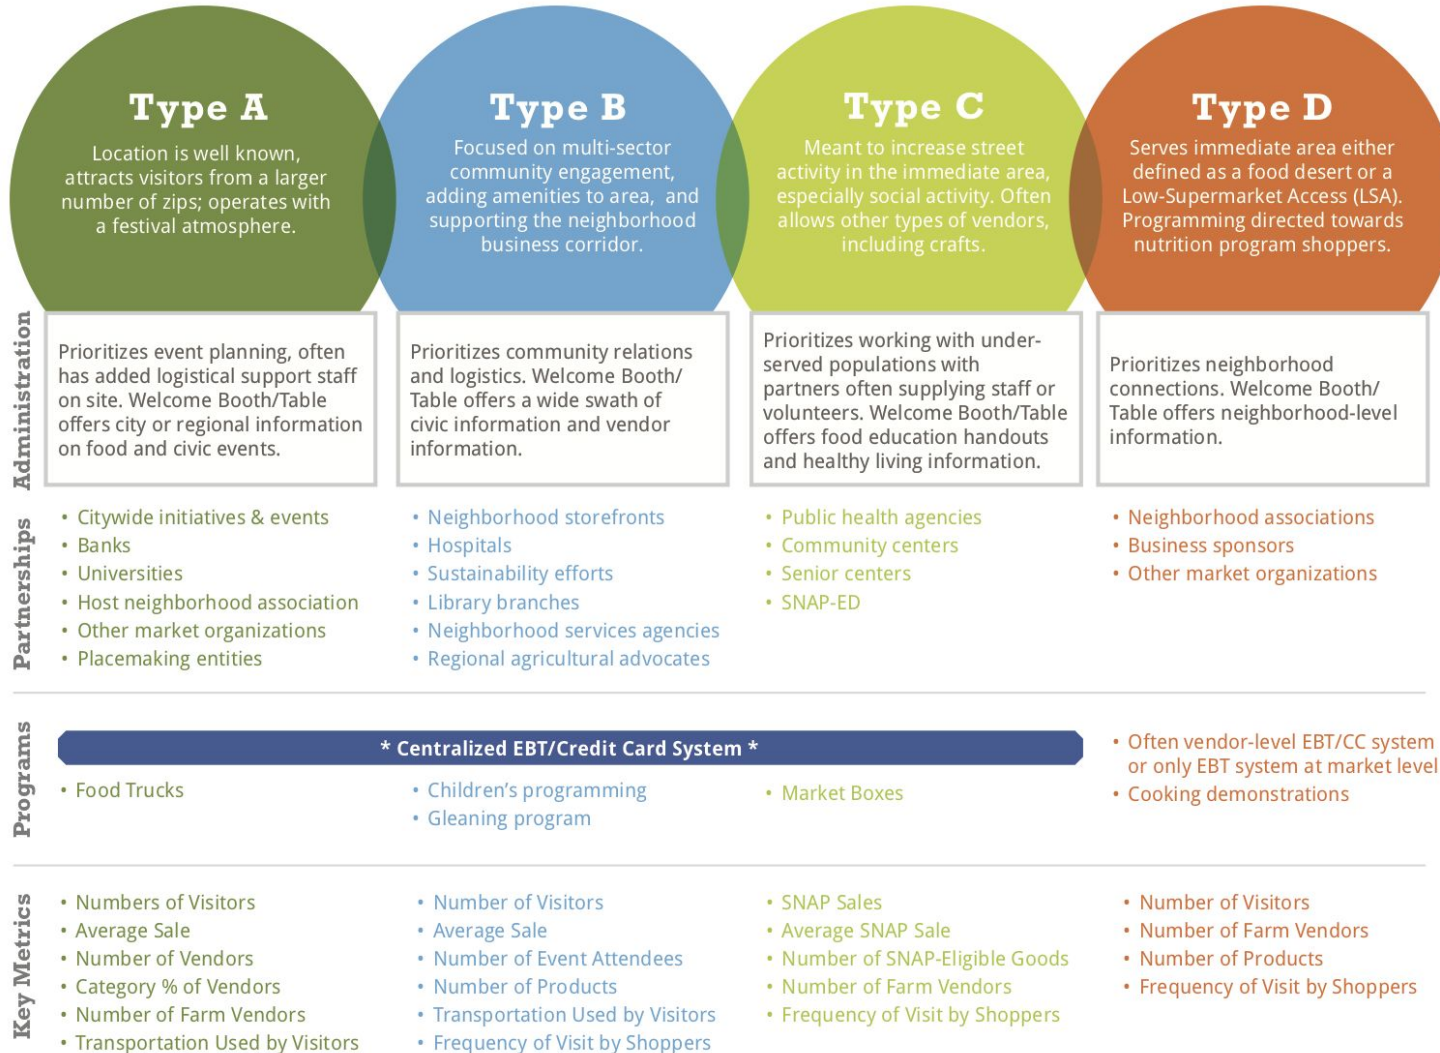 Type A
Location is well known,
attracts visitors from a larger
number of zips; operates with
a festival atmosphere.
Type B
Focused on multi-sector
community engagement,
adding amenities to area, and
supporting the neighborhood
business corridor.
Type C
Meant to increase street
activity in the immediate area,
especially social activity. Often
allows other types of vendors,
including crafts.
Type D
Serves immediate area either
defined as a food desert or a
Low-Supermarket Access (LSA).
Programming directed towards
nutrition program shoppers.
Administration
Prioritizes event planning, often
has added logistical support staff
on site. Welcome Booth/Table
offers city or regional information
on food and civic events.
Prioritizes community relations
and logistics. Welcome Booth/
Table offers a wide swath of
civic information and vendor
information.
Prioritizes working with under-
served populations with
partners often supplying staff or
volunteers. Welcome Booth/Table
offers food education handouts
and healthy living information.
Prioritizes neighborhood
connections. Welcome Booth/
Table offers neighborhood-level
information.
Partnerships
• Citywide initiatives & events
• Banks
• Universities
• Host neighborhood association
• Other market organizations
• Placemaking entities
• Neighborhood storefronts
• Hospitals
• Sustainability efforts
• Library branches
• Neighborhood services agencies
• Regional agricultural advocates
• Public health agencies
• Community centers
• Senior centers
• SNAP-ED
• Neighborhood associations
• Business sponsors
• Other market organizations
Programs
* Centralized EBT/Credit Card System *
• Food Trucks
• Children’s programming
• Gleaning program
• Market Boxes
• Often vendor-level EBT/CC system
or only EBT system at market level
• Cooking demonstrations
Key Metrics
• Numbers of Visitors
• Average Sale
• Number of Vendors
• Category % of Vendors
• Number of Farm Vendors
• Transportation Used by Visitors
• Number of Visitors
• Average Sale
• Number of Event Attendees
• Number of Products
• Transportation Used by Visitors
• Frequency of Visit by Shoppers
• SNAP Sales
• Average SNAP Sale
• Number of SNAP-Eligible Goods
• Number of Farm Vendors
• Frequency of Visit by Shoppers
• Number of Visitors
• Number of Farm Vendors
• Number of Products
• Frequency of Visit by Shoppers